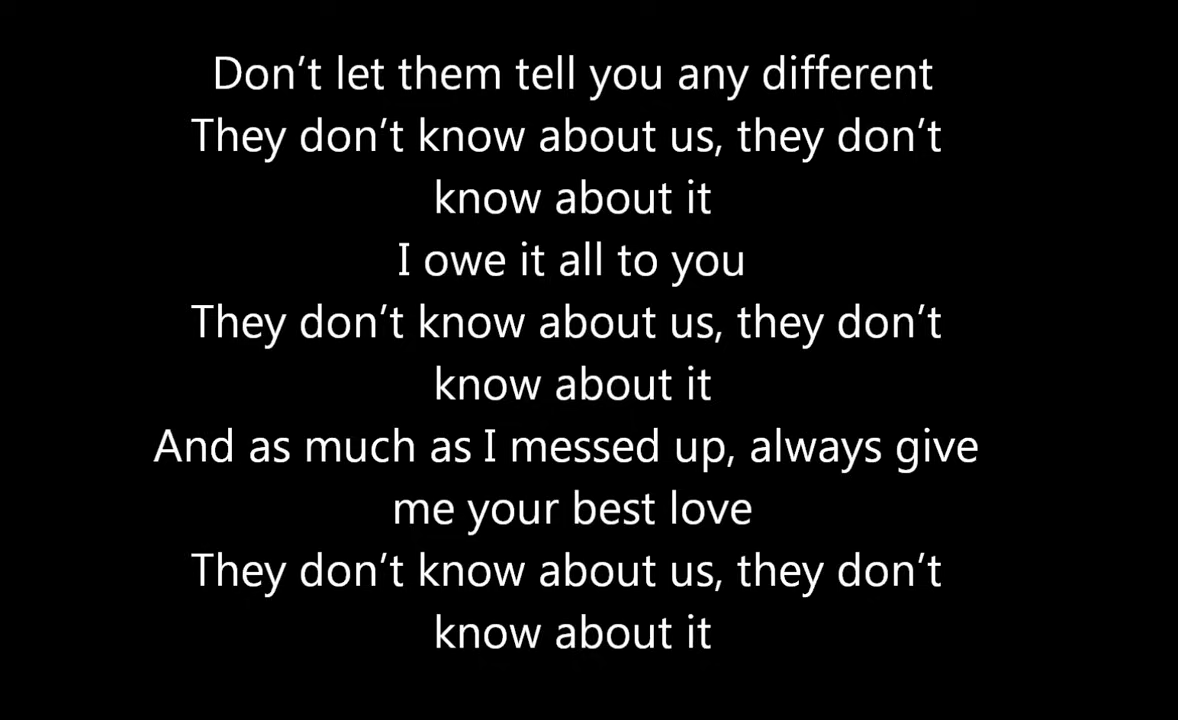 Don’t let them tell you any different
They don’t know about us, they don’t
know about it
I owe it all to you
They don’t know about us, they don’t
know about it
And as much as I messed up, always give
me your best love
They don’t know about us, they don’t
know about it